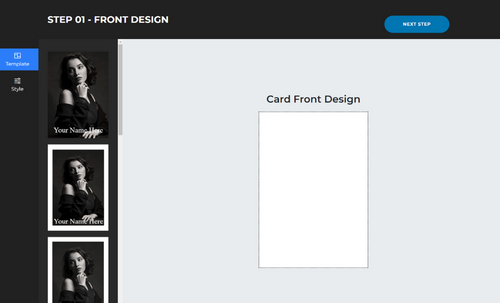 STEP 01 - FRONT DESIGN
NEXT STEP
Template
Style
Your Name Here
Your Name Here
Card Front Design